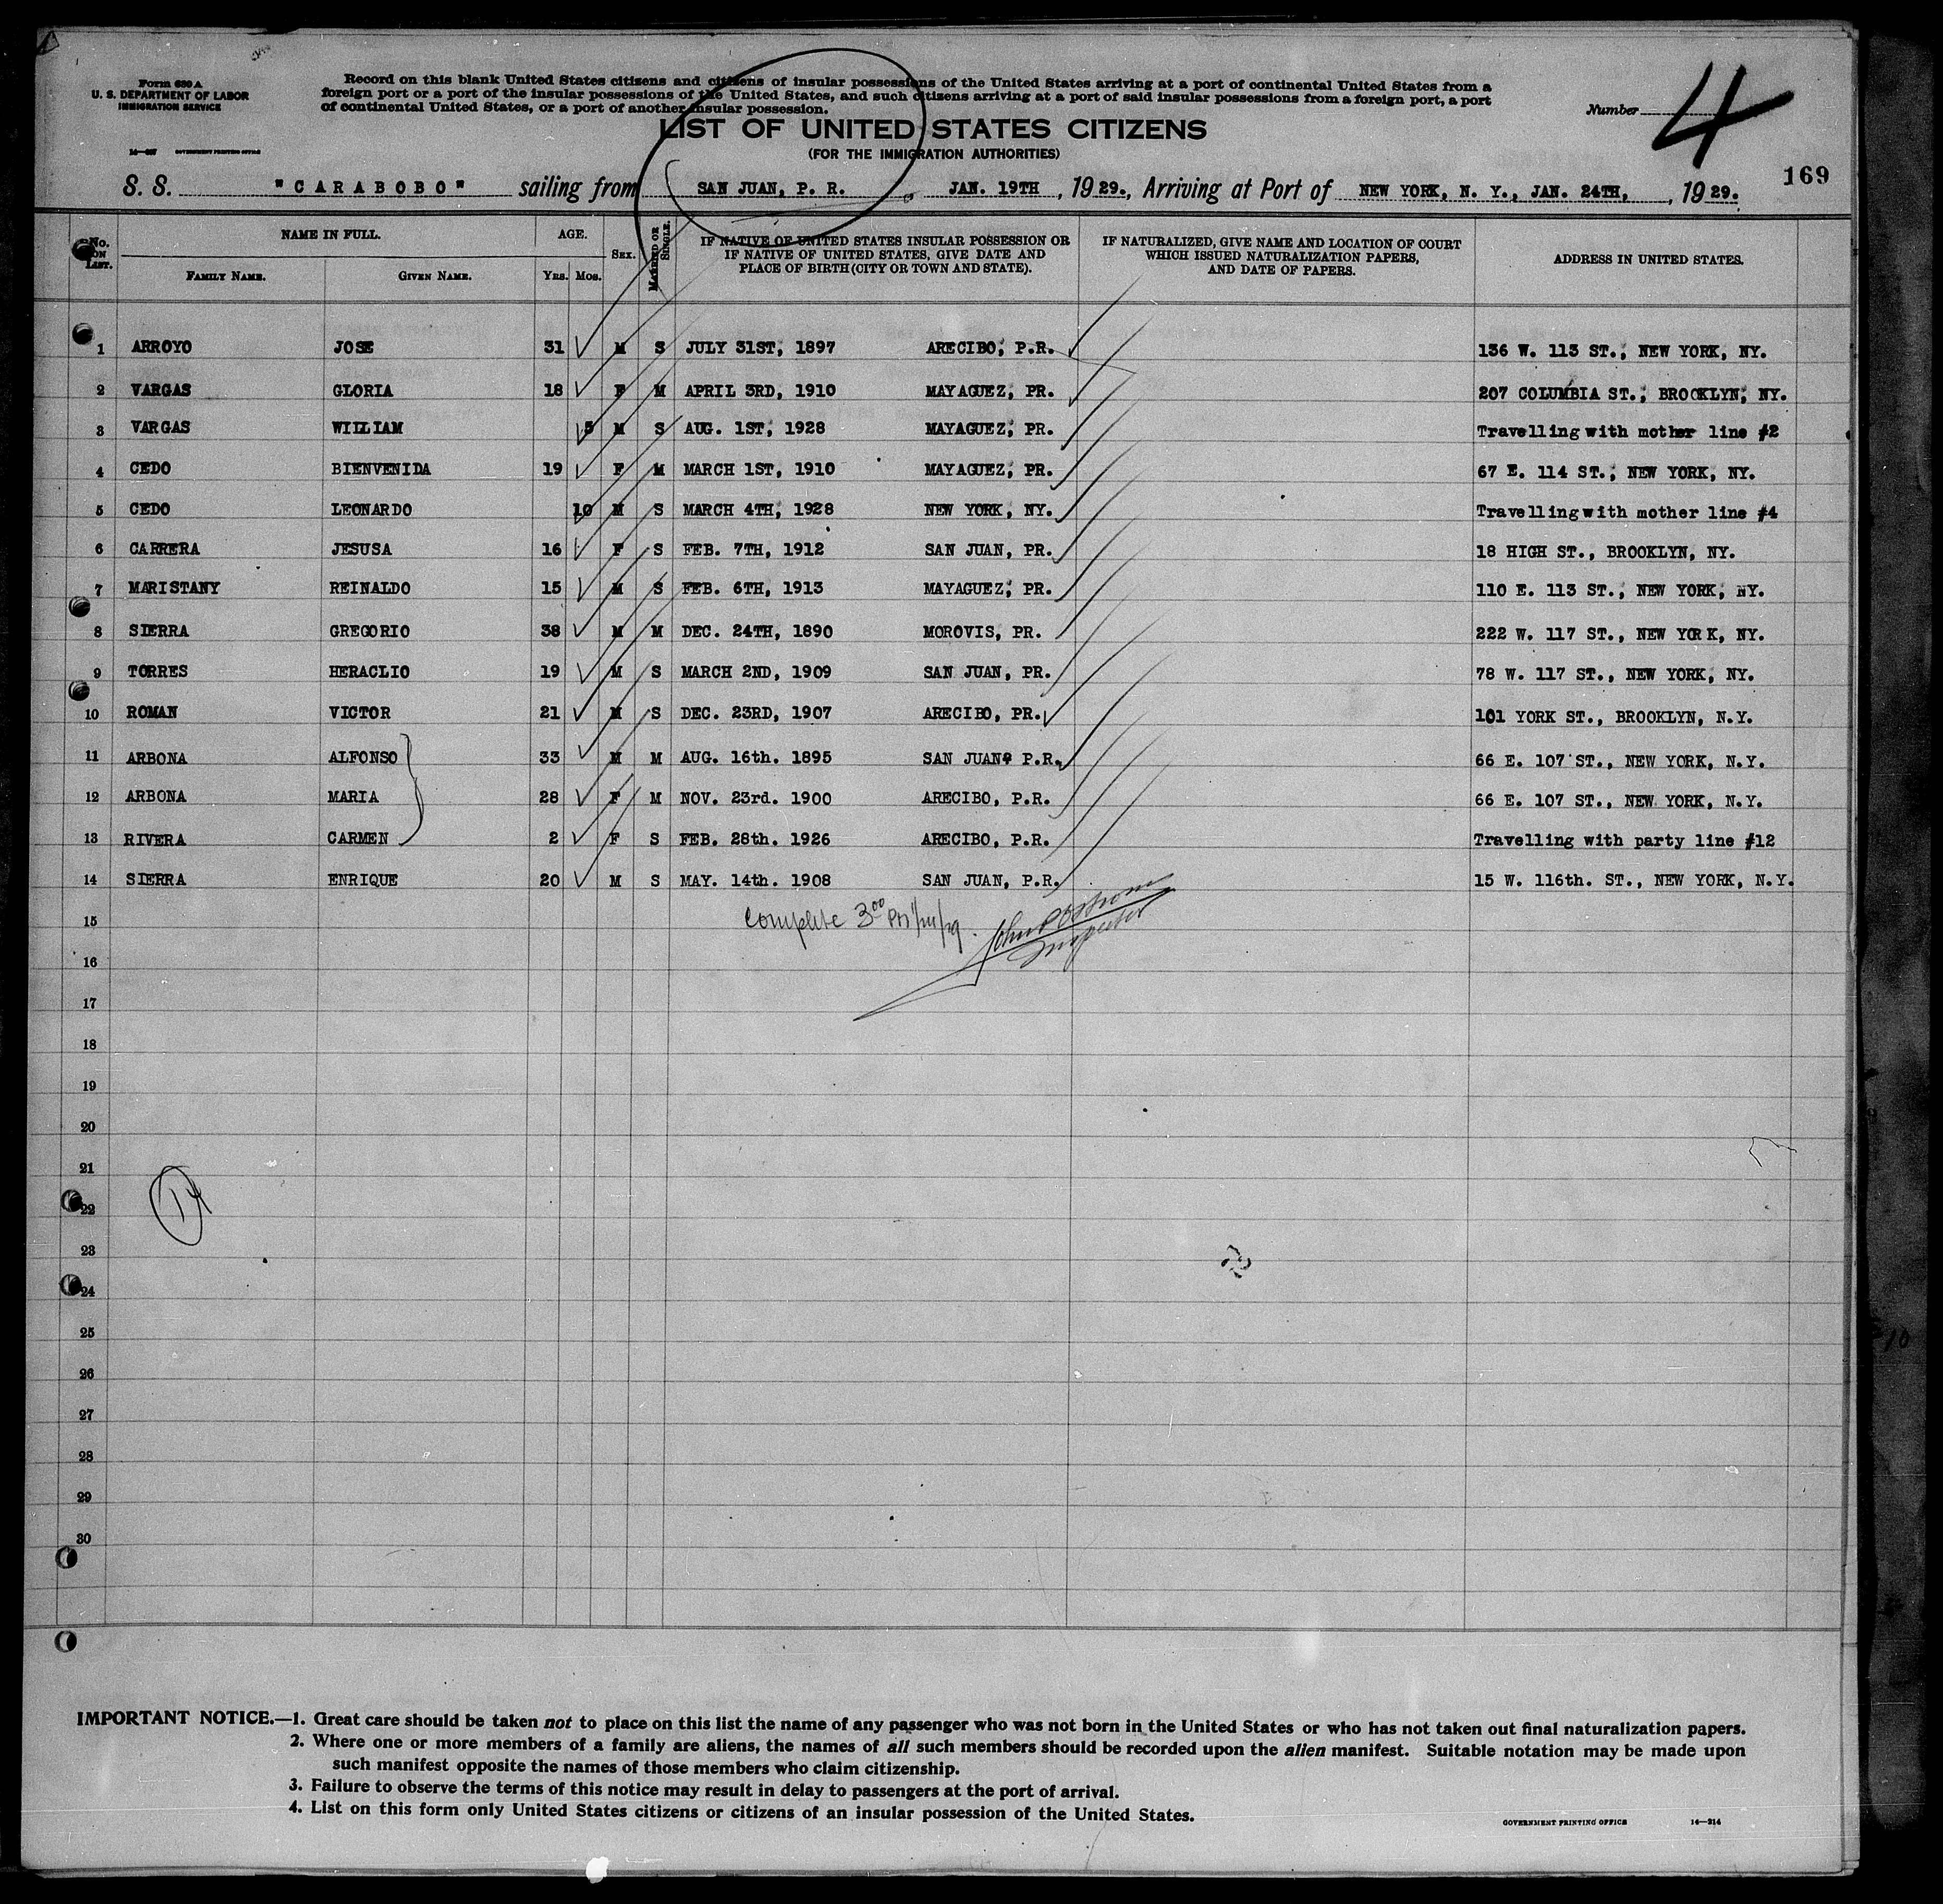 Form 630 A
U. S. DEPARTMENT OF LABOR
IMMIGRATION SERVICE
Record on this blank United States citizens and citizens of insular possessions of the United States arriving at a port of continental United States from a
foreign port or a port of the insular possessions of the United States, and such citizens arriving at a port of said insular possessions from a foreign port, a port
of continental United States, or a port of another insular possession.
Number 4
LIST OF UNITED STATES CITIZENS
(FOR THE IMMIGRATION AUTHORITIES)
GOVERNMENT PRINTING OFFICE
169
S. S. "CARABOBO" sailing from SAN JUAN, P. R. , JAN. 19TH , 1929., Arriving at Port of NEW YORK, N. Y., JAN. 24TH, , 1929.
No. ON LIST. NAME IN FULL. FAMILY NAME. GIVEN NAME. AGE. YRS. MOS. SEX. MARRIED OR SINGLE. IF NATIVE OF UNITED STATES INSULAR POSSESSION OR IF NATIVE OF UNITED STATES, GIVE DATE AND PLACE OF BIRTH (CITY OR TOWN AND STATE). IF NATURALIZED, GIVE NAME AND LOCATION OF COURT WHICH ISSUED NATURALIZATION PAPERS, AND DATE OF PAPERS. ADDRESS IN UNITED STATES.
1 ARROYO JOSE 31 M S JULY 31ST, 1897 ARECIBO, P.R. 136 W. 113 ST., NEW YORK, NY.
2 VARGAS GLORIA 18 F M APRIL 3RD, 1910 MAYAGUEZ, PR. 207 COLUMBIA ST., BROOKLYN, NY.
3 VARGAS WILLIAM 5 M S AUG. 1ST, 1928 MAYAGUEZ, PR. Travelling with mother line #2
4 CEDO BIENVENIDA 19 F M MARCH 1ST, 1910 MAYAGUEZ, PR. 67 E. 114 ST., NEW YORK, NY.
5 CEDO LEONARDO 10 M S MARCH 4TH, 1928 NEW YORK, NY. Travelling with mother line #4
6 CARRERA JESUSA 16 F S FEB. 7TH, 1912 SAN JUAN, PR. 18 HIGH ST., BROOKLYN, NY.
7 MARISTANY REINALDO 15 M S FEB. 6TH, 1913 MAYAGUEZ, PR. 110 E. 113 ST., NEW YORK, NY.
8 SIERRA GREGORIO 38 M M DEC. 24TH, 1890 MOROVIS, PR. 222 W. 117 ST., NEW YORK, NY.
9 TORRES HERACLIO 19 M S MARCH 2ND, 1909 SAN JUAN, PR. 78 W. 117 ST., NEW YORK, NY.
10 ROMAN VICTOR 21 M S DEC. 23RD, 1907 ARECIBO, PR. 101 YORK ST., BROOKLYN, N.Y.
11 ARBONA ALFONSO 33 M M AUG. 16th. 1895 SAN JUAN, P.R. 66 E. 107 ST., NEW YORK, N.Y.
12 ARBONA MARIA 28 F M NOV. 23rd. 1900 ARECIBO, P.R. 66 E. 107 ST., NEW YORK, N.Y.
13 RIVERA CARMEN 2 F S FEB. 28th. 1926 ARECIBO, P.R. Travelling with party line #12
14 SIERRA ENRIQUE 20 M S MAY. 14th. 1908 SAN JUAN, P.R. 15 W. 116th. ST., NEW YORK, N.Y.
15 Complete 3 00 Inspector
16
17
18
19
20
21
22
14
23
24
25
26
27
28
29
30
IMPORTANT NOTICE.—1. Great care should be taken not to place on this list the name of any passenger who was not born in the United States or who has not taken out final naturalization papers.
2. Where one or more members of a family are aliens, the names of all such members should be recorded upon the alien manifest. Suitable notation may be made upon
such manifest opposite the names of those members who claim citizenship.
3. Failure to observe the terms of this notice may result in delay to passengers at the port of arrival.
4. List on this form only United States citizens or citizens of an insular possession of the United States.
GOVERNMENT PRINTING OFFICE 14—214